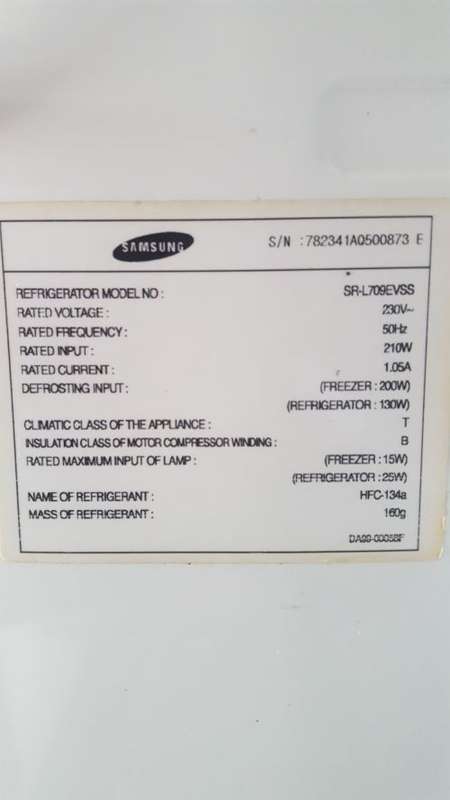 SAMSUNG
S/N :782341AQ500873 E
REFRIGERATOR MODEL NO : SR-L709EVSS
RATED VOLTAGE : 230V~
RATED FREQUENCY : 50Hz
RATED INPUT : 210W
RATED CURRENT : 1.05A
DEFROSTING INPUT : (FREEZER : 200W)
(REFRIGERATOR : 130W)
CLIMATIC CLASS OF THE APPLIANCE : T
INSULATION CLASS OF MOTOR COMPRESSOR WINDING : B
RATED MAXIMUM INPUT OF LAMP : (FREEZER : 15W)
(REFRIGERATOR : 25W)
NAME OF REFRIGERANT : HFC-134a
MASS OF REFRIGERANT : 160g